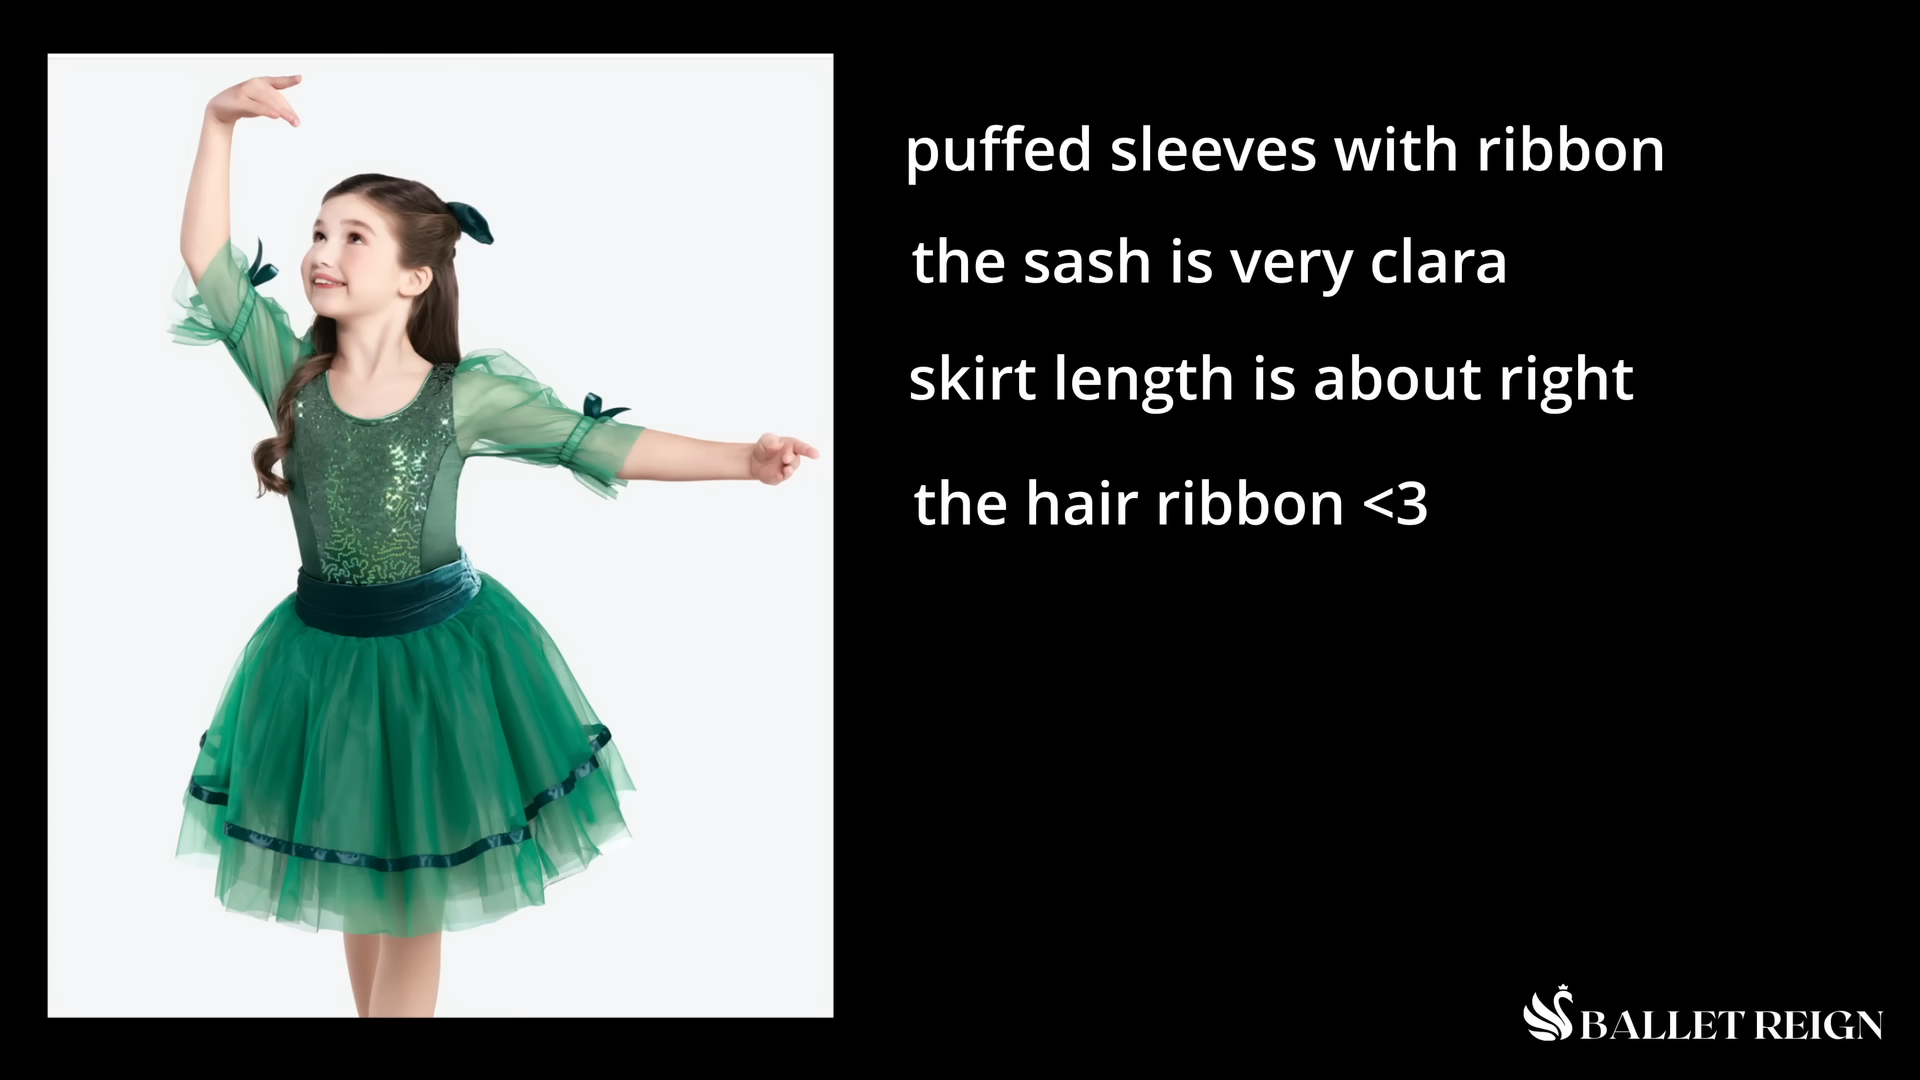 puffed sleeves with ribbon
the sash is very clara
skirt length is about right
the hair ribbon <3
BALLET REIGN